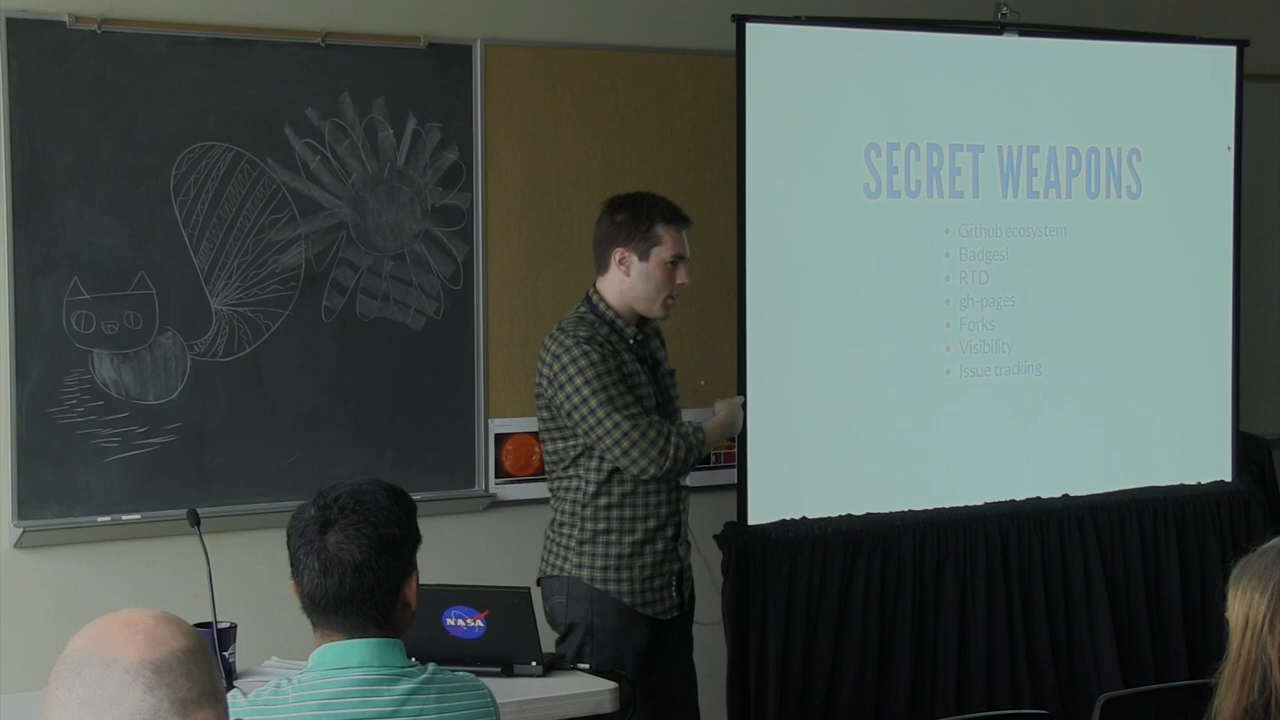 SECRET WEAPONS
• Github ecosystem
• Badges!
• RTD
• gh-pages
• Forks
• Visibility
• Issue tracking
NASA